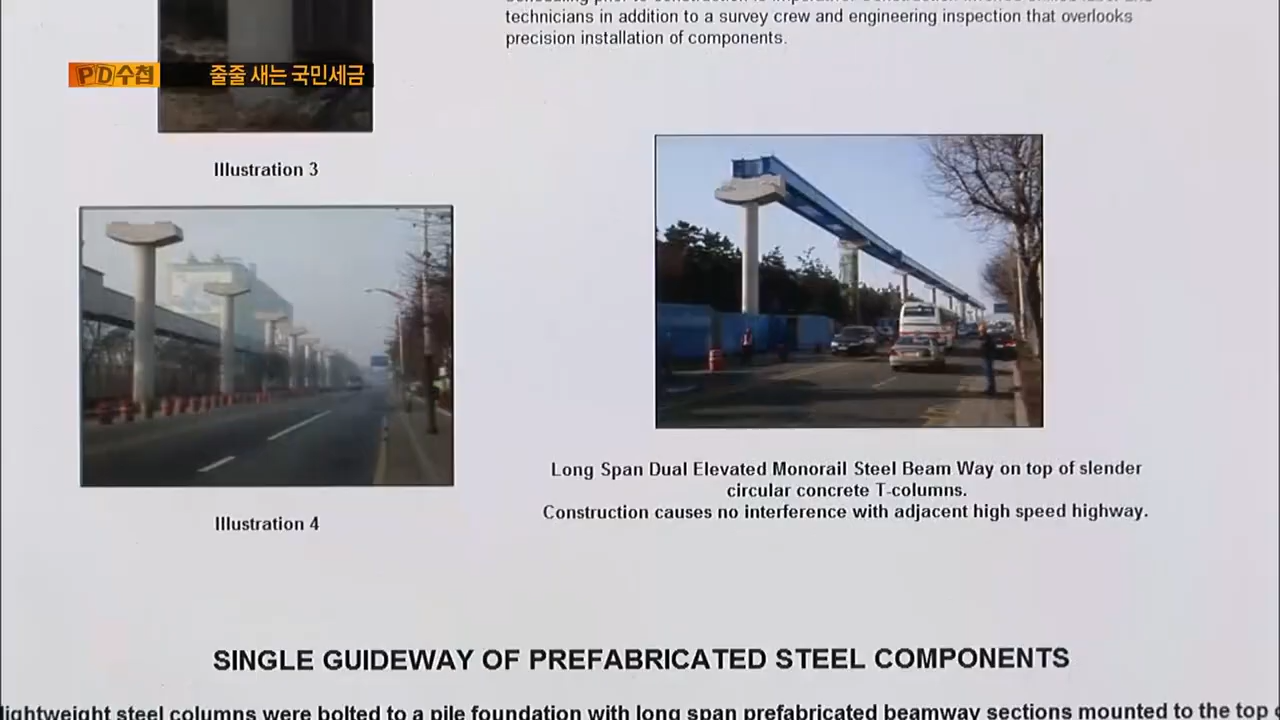 technicians in addition to a survey crew and engineering inspection that overlooks
precision installation of components.
PD수첩 줄줄 새는 국민세금
Illustration 3
Illustration 4
Long Span Dual Elevated Monorail Steel Beam Way on top of slender
circular concrete T-columns.
Construction causes no interference with adjacent high speed highway.
SINGLE GUIDEWAY OF PREFABRICATED STEEL COMPONENTS
lightweight steel columns were bolted to a pile foundation with long span prefabricated beamway sections mounted to the top